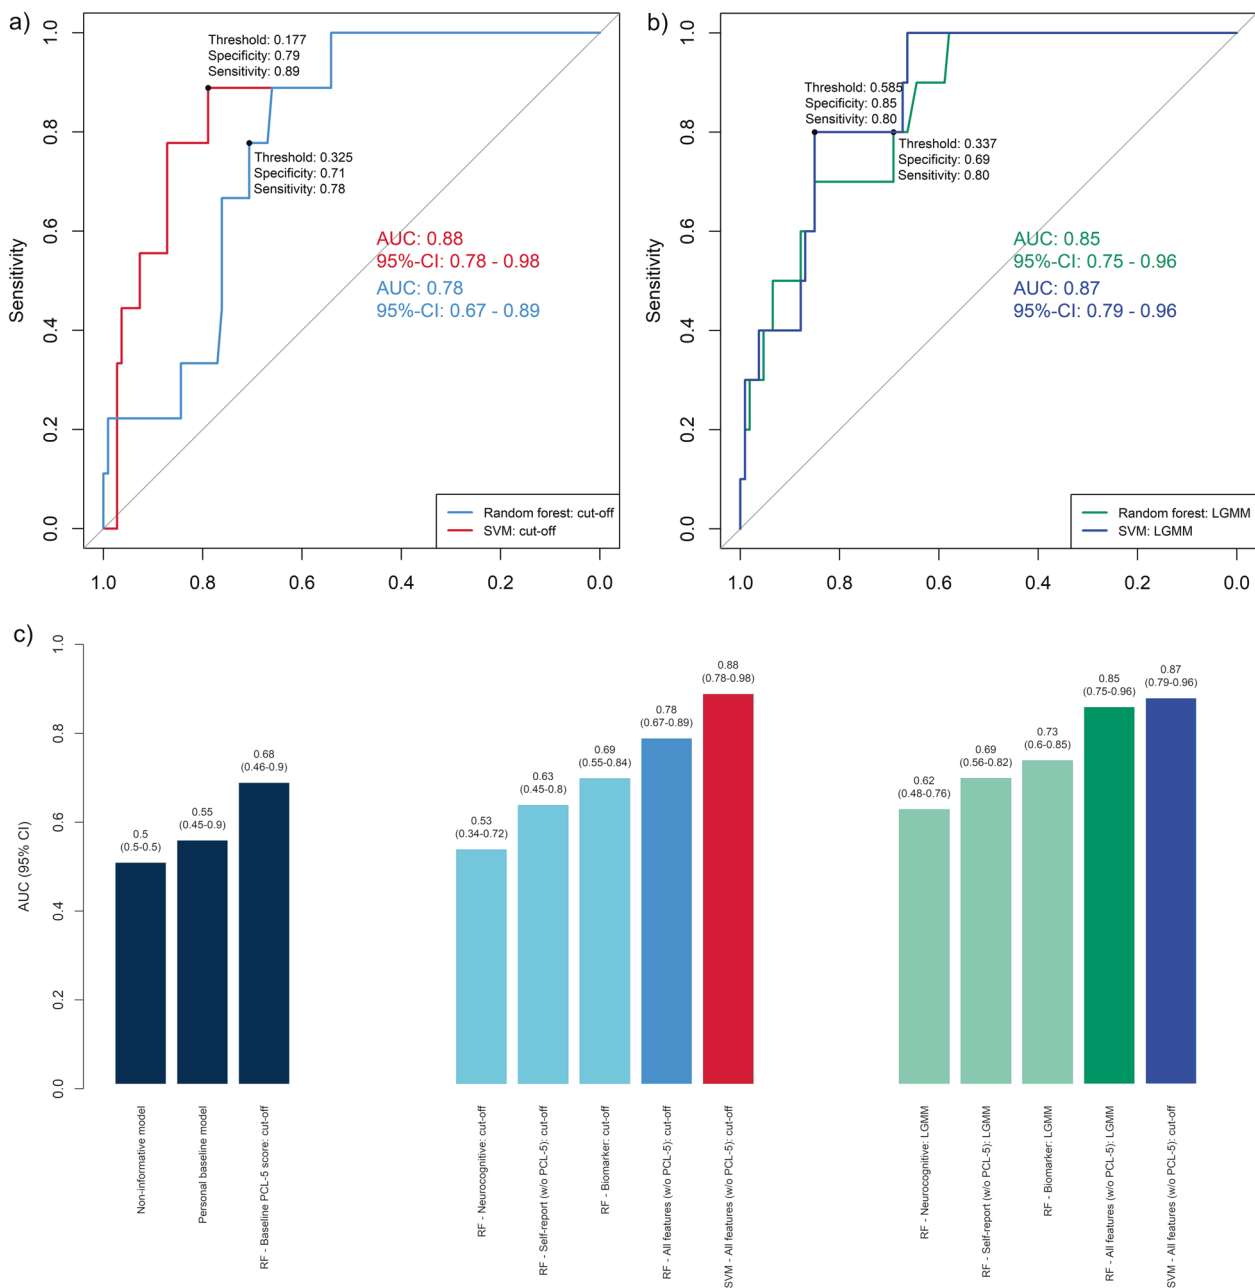 a)
Sensitivity
0.0
0.2
0.4
0.6
0.8
1.0
Threshold: 0.177
Specificity: 0.79
Sensitivity: 0.89
Threshold: 0.325
Specificity: 0.71
Sensitivity: 0.78
AUC: 0.88
95%-CI: 0.78 - 0.98
AUC: 0.78
95%-CI: 0.67 - 0.89
Random forest: cut-off
SVM: cut-off
1.0 0.8 0.6 0.4 0.2 0.0
b)
Sensitivity
0.0
0.2
0.4
0.6
0.8
1.0
Threshold: 0.585
Specificity: 0.85
Sensitivity: 0.80
Threshold: 0.337
Specificity: 0.69
Sensitivity: 0.80
AUC: 0.85
95%-CI: 0.75 - 0.96
AUC: 0.87
95%-CI: 0.79 - 0.96
Random forest: LGMM
SVM: LGMM
1.0 0.8 0.6 0.4 0.2 0.0
c)
AUC (95% CI)
0.0
0.2
0.4
0.6
0.8
1.0
0.5
(0.5-0.5)
0.55
(0.45-0.9)
0.68
(0.46-0.9)
0.53
(0.34-0.72)
0.63
(0.45-0.8)
0.69
(0.55-0.84)
0.78
(0.67-0.89)
0.88
(0.78-0.98)
0.62
(0.48-0.76)
0.69
(0.56-0.82)
0.73
(0.6-0.85)
0.85
(0.75-0.96)
0.87
(0.79-0.96)
Non-informative model
Personal baseline model
RF - Baseline PCL-5 score: cut-off
RF - Neurocognitive: cut-off
RF - Self-report (w/o PCL-5): cut-off
RF - Biomarker: cut-off
RF - All features (w/o PCL-5): cut-off
SVM - All features (w/o PCL-5): cut-off
RF - Neurocognitive: LGMM
RF - Self-report (w/o PCL-5): LGMM
RF - Biomarker: LGMM
RF - All features (w/o PCL-5): LGMM
SVM - All features (w/o PCL-5): cut-off